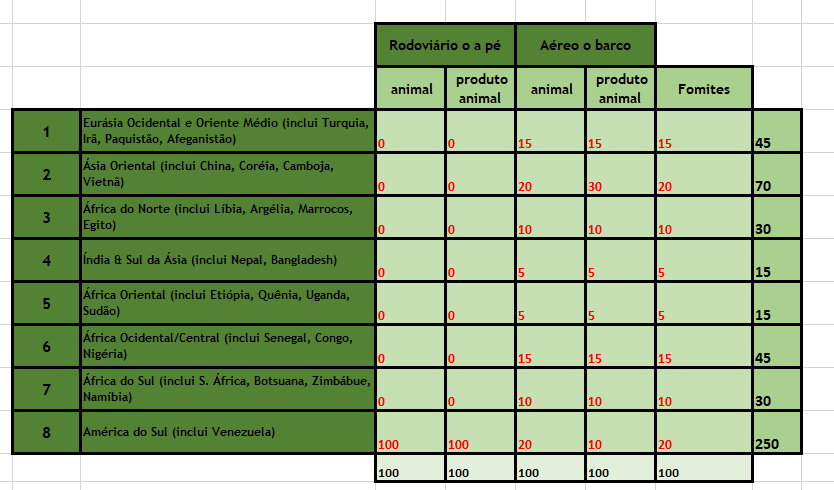 Rodoviário o a pé Aéreo o barco
animal produto animal animal produto animal Fomites
1 Eurásia Ocidental e Oriente Médio (inclui Turquia,
Irã, Paquistão, Afeganistão) 0 0 15 15 15 45
2 Ásia Oriental (inclui China, Coréia, Camboja,
Vietnã) 0 0 20 30 20 70
3 África do Norte (inclui Líbia, Argélia, Marrocos,
Egito) 0 0 10 10 10 30
4 Índia & Sul da Ásia (inclui Nepal, Bangladesh) 0 0 5 5 5 15
5 África Oriental (inclui Etiópia, Quênia, Uganda,
Sudão) 0 0 5 5 5 15
6 África Ocidental/Central (inclui Senegal, Congo,
Nigéria) 0 0 15 15 15 45
7 África do Sul (inclui S. África, Botsuana, Zimbábue,
Namíbia) 0 0 10 10 10 30
8 América do Sul (inclui Venezuela) 100 100 20 10 20 250
100 100 100 100 100